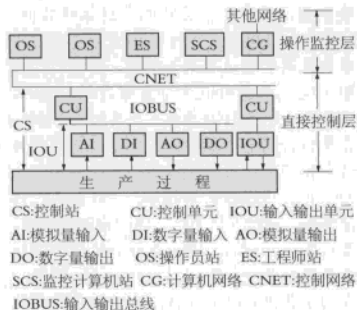 其他网络
OS OS ES SCS CG 操作监控层
CNET
CU IOBUS CU
CS 直接控制层
IOU AI DI AO DO IOU
生产过程
CS:控制站 CU:控制单元 IOU:输入输出单元
AI:模拟量输入 DI:数字量输入 AO:模拟量输出
DO:数字量输出 OS:操作员站 ES:工程师站
SCS:监控计算机站 CG:计算机网络 CNET:控制网络
IOBUS:输入输出总线